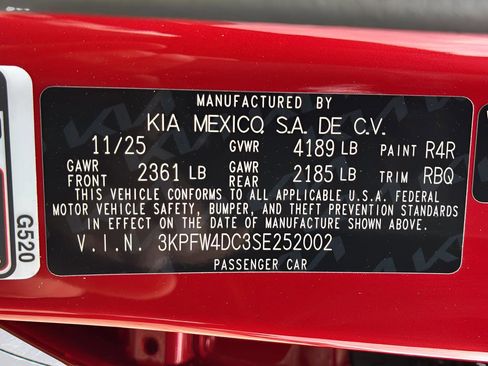 MANUFACTURED BY
KIA MEXICO, S.A. DE C.V.
11/25 GVWR 4189 LB PAINT R4R
GAWR FRONT 2361 LB GAWR REAR 2185 LB TRIM RBQ
THIS VEHICLE CONFORMS TO ALL APPLICABLE U.S.A. FEDERAL
MOTOR VEHICLE SAFETY, BUMPER, AND THEFT PREVENTION STANDARDS
IN EFFECT ON THE DATE OF MANUFACTURE SHOWN ABOVE.
V.I.N. 3KPFW4DC3SE252002
PASSENGER CAR
G520